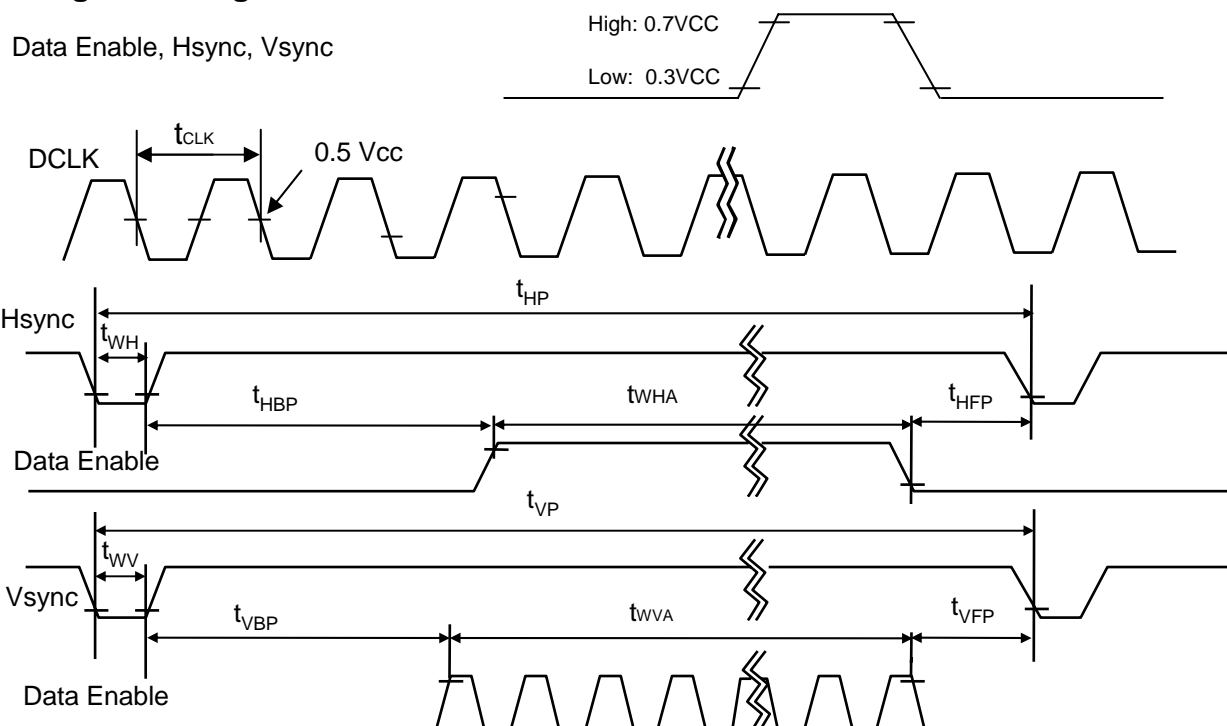 High: 0.7VCC
Data Enable, Hsync, Vsync
Low: 0.3VCC
tCLK
DCLK
0.5 Vcc
tHP
Hsync
tWH
tHBP
tWHA
tHFP
Data Enable
tVP
tWV
Vsync
tVBP
tWVA
tVFP
Data Enable